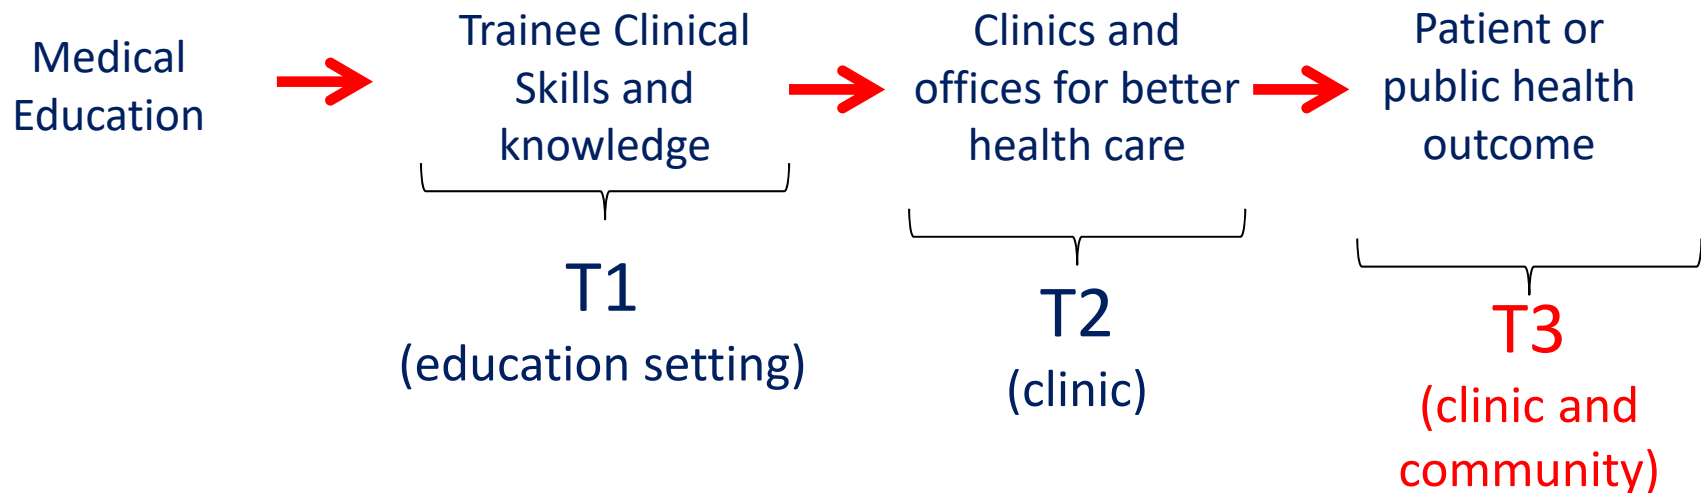 Medical
Education
Trainee Clinical
Skills and
knowledge
Clinics and
offices for better
health care
Patient or
public health
outcome
T1
(education setting)
T2
(clinic)
T3
(clinic and
community)